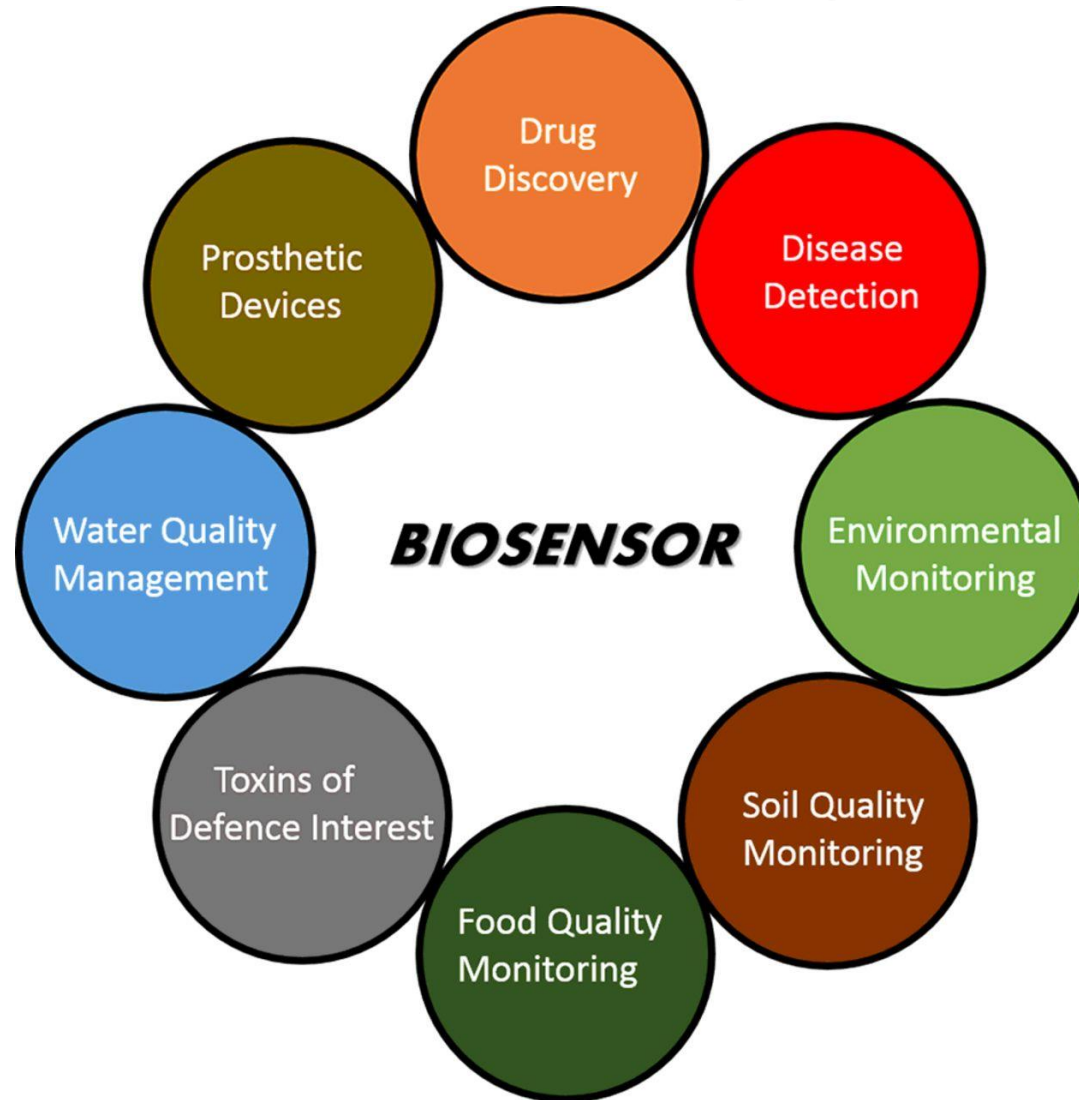 Drug
Discovery
Disease
Detection
Environmental
Monitoring
Soil Quality
Monitoring
Food Quality
Monitoring
Toxins of
Defence Interest
Water Quality
Management
Prosthetic
Devices
BIOSENSOR